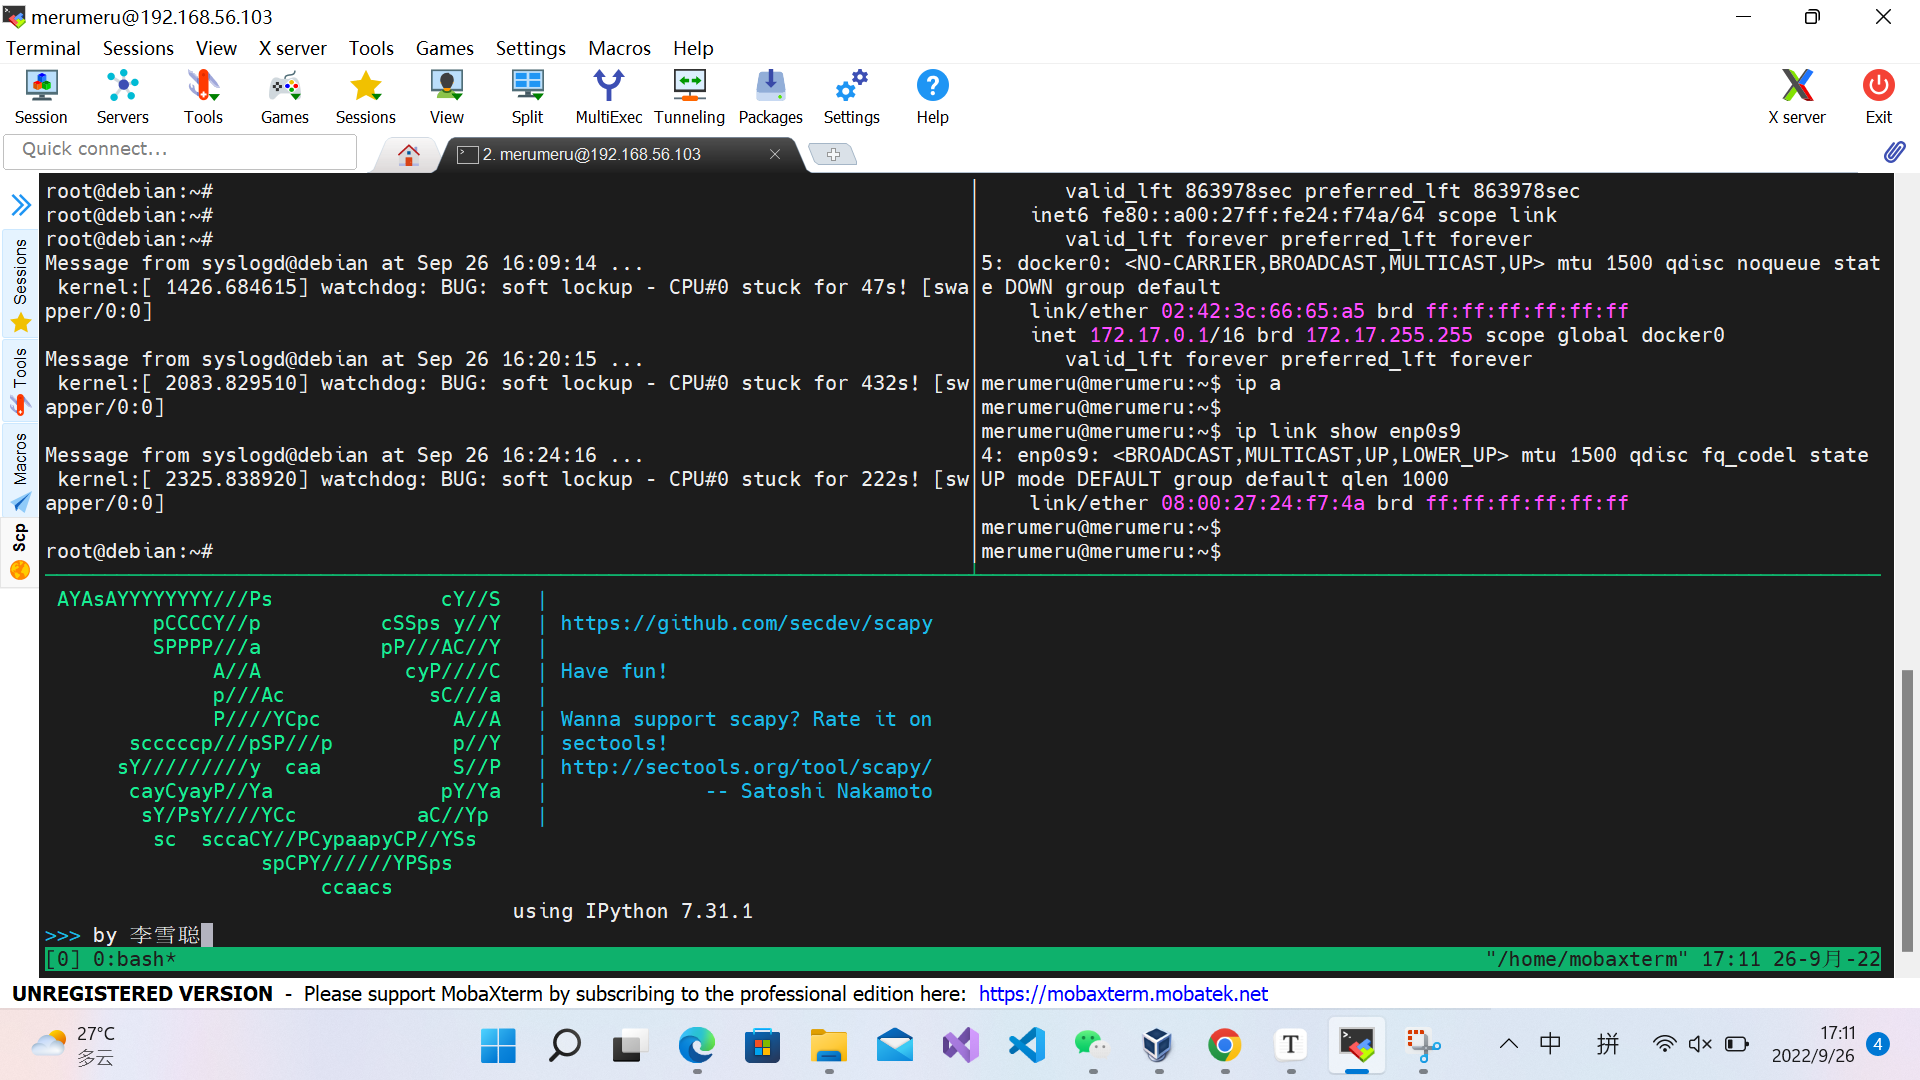 merumeru@192.168.56.103
Terminal Sessions View X server Tools Games Settings Macros Help
Session Servers Tools Games Sessions View Split MultiExec Tunneling Packages Settings Help X server Exit
Quick connect...
2. merumeru@192.168.56.103
Sessions
Tools
Macros
Scp
root@debian:~#
root@debian:~#
root@debian:~#
Message from syslogd@debian at Sep 26 16:09:14 ...
kernel:[ 1426.684615] watchdog: BUG: soft lockup - CPU#0 stuck for 47s! [swa
pper/0:0]
Message from syslogd@debian at Sep 26 16:20:15 ...
kernel:[ 2083.829510] watchdog: BUG: soft lockup - CPU#0 stuck for 432s! [sw
apper/0:0]
Message from syslogd@debian at Sep 26 16:24:16 ...
kernel:[ 2325.838920] watchdog: BUG: soft lockup - CPU#0 stuck for 222s! [sw
apper/0:0]
root@debian:~#
valid_lft 863978sec preferred_lft 863978sec
inet6 fe80::a00:27ff:fe24:f74a/64 scope link
valid_lft forever preferred_lft forever
5: docker0: <NO-CARRIER,BROADCAST,MULTICAST,UP> mtu 1500 qdisc noqueue stat
e DOWN group default
link/ether 02:42:3c:66:65:a5 brd ff:ff:ff:ff:ff:ff
inet 172.17.0.1/16 brd 172.17.255.255 scope global docker0
valid_lft forever preferred_lft forever
merumeru@merumeru:~$ ip a
merumeru@merumeru:~$
merumeru@merumeru:~$ ip link show enp0s9
4: enp0s9: <BROADCAST,MULTICAST,UP,LOWER_UP> mtu 1500 qdisc fq_codel state
UP mode DEFAULT group default qlen 1000
link/ether 08:00:27:24:f7:4a brd ff:ff:ff:ff:ff:ff
merumeru@merumeru:~$
merumeru@merumeru:~$
AYAsAYYYYYYYY///Ps cY//S |
pCCCCY//p cSSps y//Y | https://github.com/secdev/scapy
SPPPP///a pP///AC//Y |
A//A cyP////C | Have fun!
p///Ac sC///a |
P////YCpc A//A | Wanna support scapy? Rate it on
scccccp///pSP///p p//Y | sectools!
sY/////////y caa S//P | http://sectools.org/tool/scapy/
cayCyayP//Ya pY/Ya | -- Satoshi Nakamoto
sY/PsY////YCc aC//Yp |
sc sccaCY//PCypaapyCP//YSs
spCPY//////YPSps
ccaacs
using IPython 7.31.1
>>> by 李雪聪
[0] 0:bash* "/home/mobaxterm" 17:11 26-9月-22
UNREGISTERED VERSION - Please support MobaXterm by subscribing to the professional edition here: https://mobaxterm.mobatek.net
27°C
多云
中 拼
17:11
2022/9/26
4